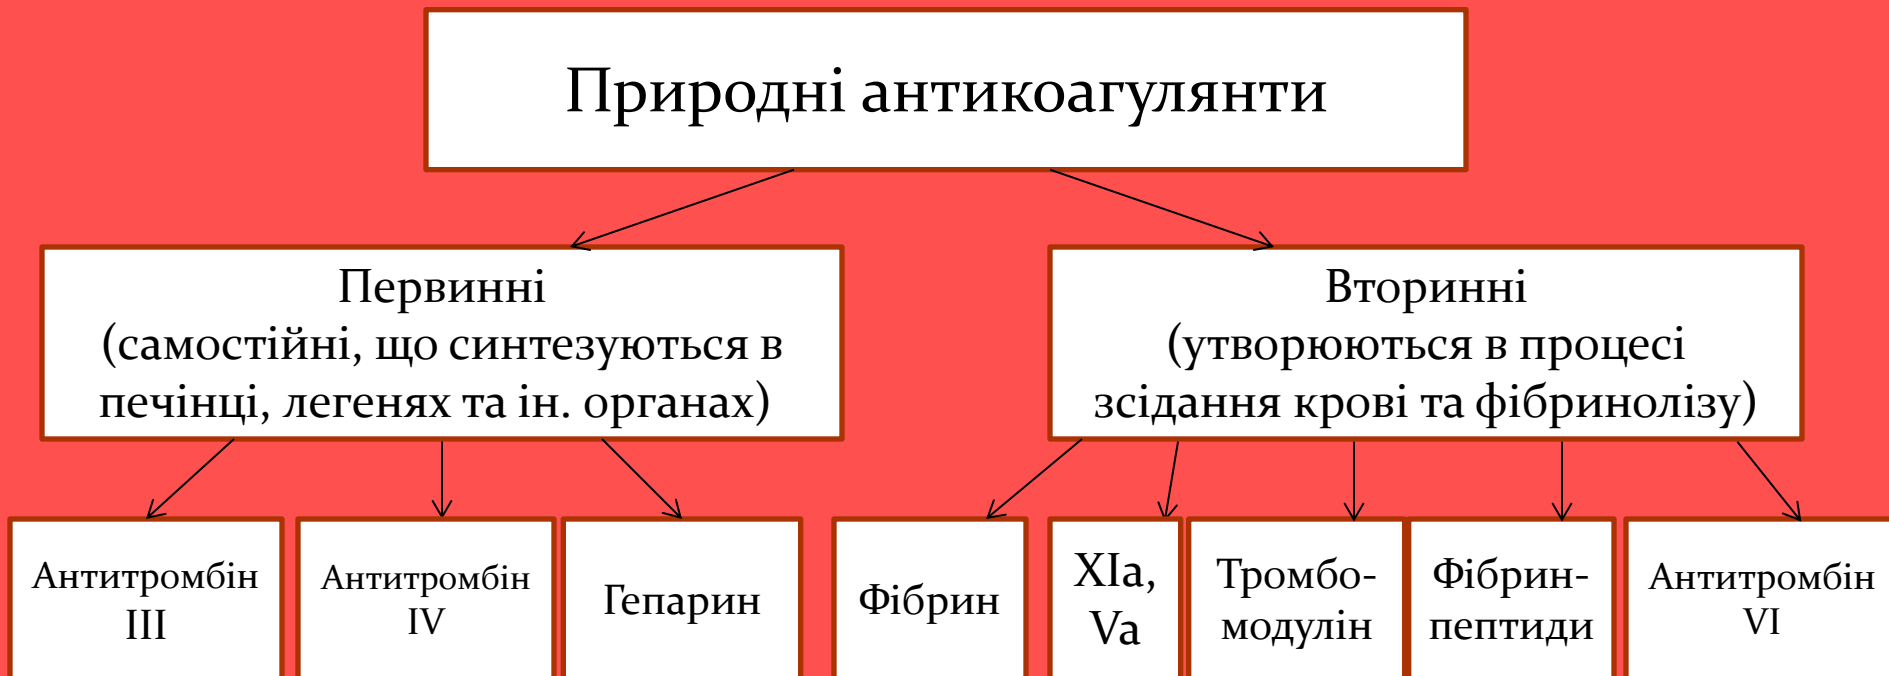 Природні антикоагулянти
Первинні
(самостійні, що синтезуються в
печінці, легенях та ін. органах)
Вторинні
(утворюються в процесі
зсідання крові та фібринолізу)
Антитромбін
III
Антитромбін
IV
Гепарин
Фібрин
XIa,
Va
Тромбо-
модулін
Фібрин-
пептиди
Антитромбін
VI